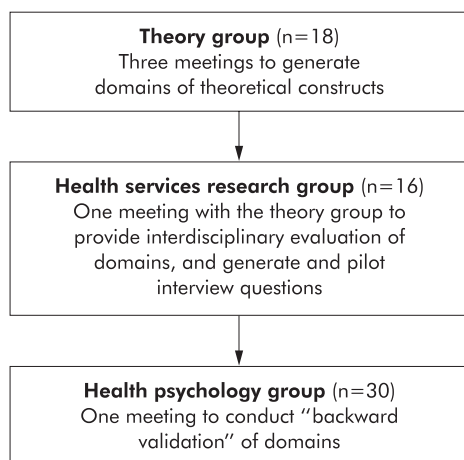 Theory group (n=18)
Three meetings to generate
domains of theoretical constructs
Health services research group (n=16)
One meeting with the theory group to
provide interdisciplinary evaluation of
domains, and generate and pilot
interview questions
Health psychology group (n=30)
One meeting to conduct “backward
validation” of domains